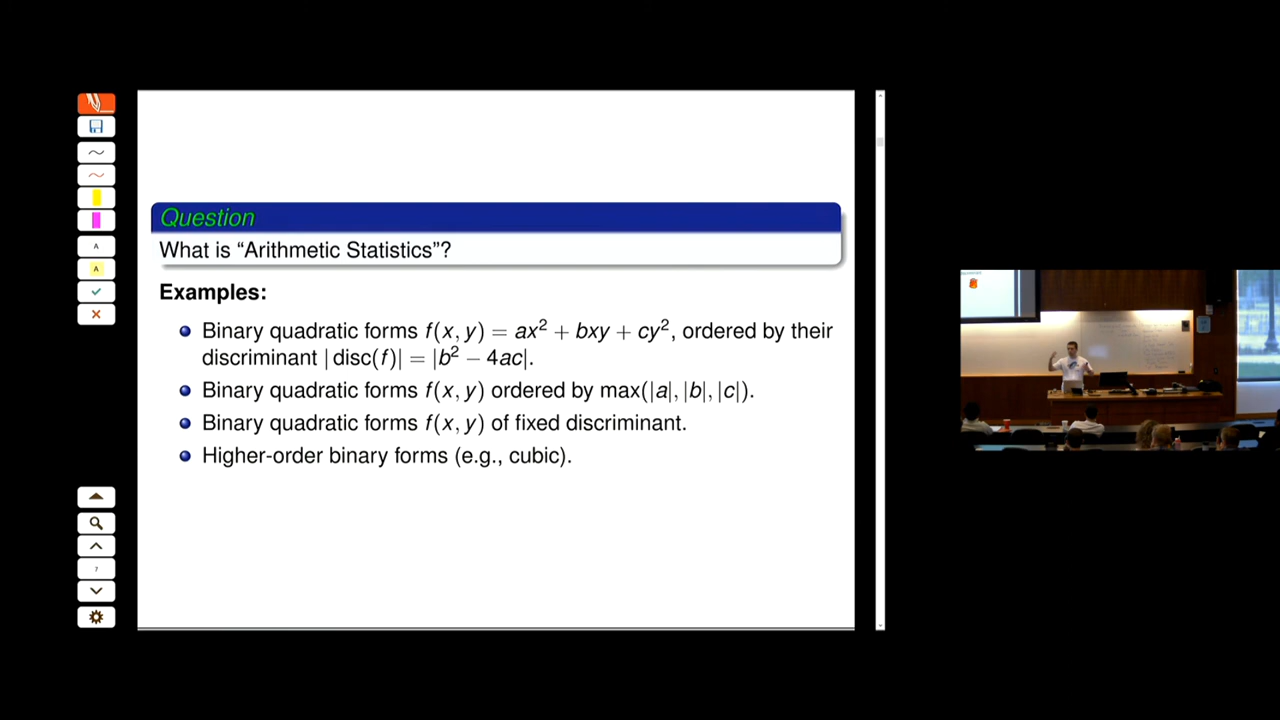 Question
What is “Arithmetic Statistics”?
Examples:
Binary quadratic forms f(x, y) = ax² + bxy + cy², ordered by their
discriminant | disc(f)| = |b² − 4ac|.
Binary quadratic forms f(x, y) ordered by max(|a|, |b|, |c|).
Binary quadratic forms f(x, y) of fixed discriminant.
Higher-order binary forms (e.g., cubic).
A
A
7